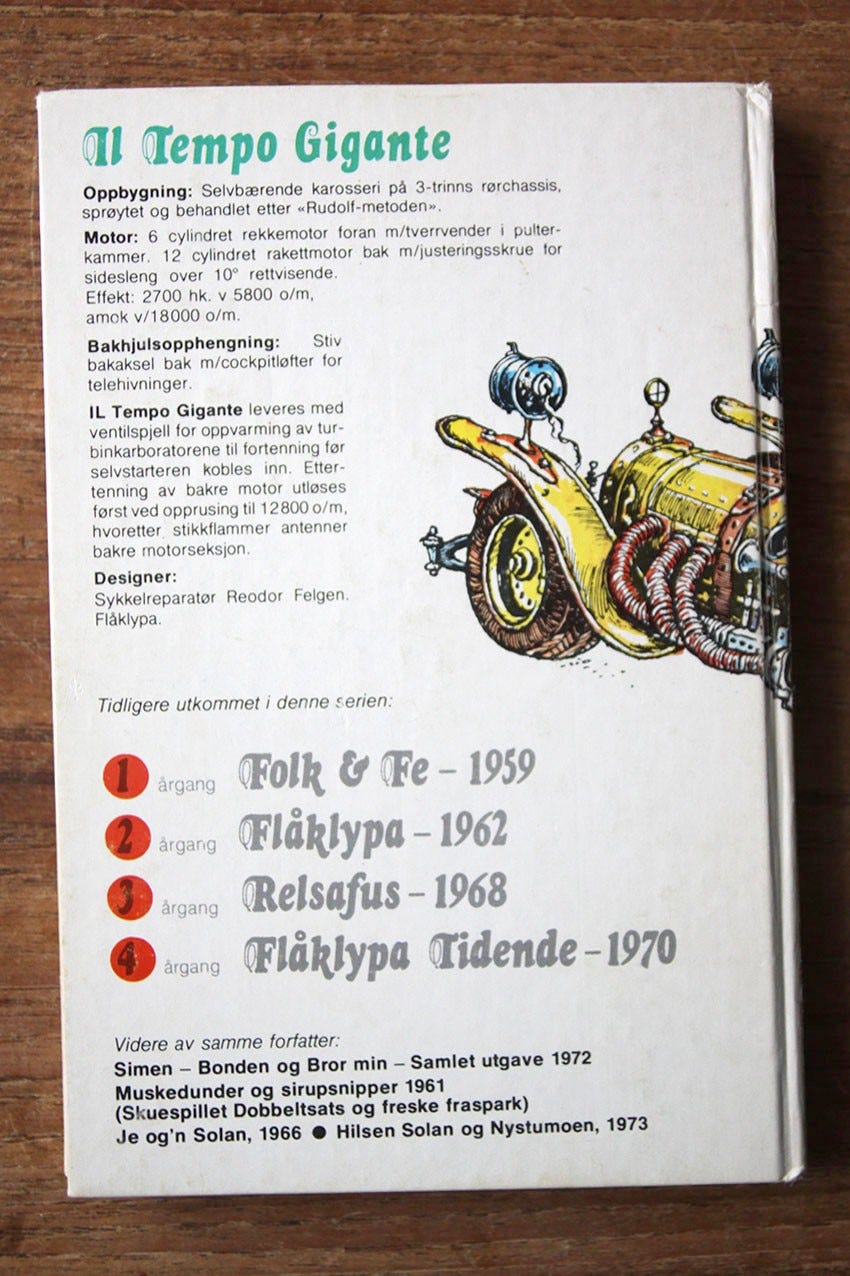 Il Tempo Gigante
Oppbygning: Selvbærende karosseri på 3-trinns rørchassis,
sprøytet og behandlet etter «Rudolf-metoden».
Motor: 6 cylindret rekkemotor foran m/tverrvender i pulter-
kammer. 12 cylindret rakettmotor bak m/justeringsskrue for
sidesleng over 10° rettvisende.
Effekt: 2700 hk. v 5800 o/m,
amok v/18000 o/m.
Bakhjulsopphengning: Stiv
bakaksel bak m/cockpitløfter for
telehivninger.
IL Tempo Gigante leveres med
ventilspjell for oppvarming av tur-
binkarboratorene til fortenning før
selvstarteren kobles inn. Etter-
tenning av bakre motor utløses
først ved opprusing til 12800 o/m,
hvoretter stikkflammer antenner
bakre motorseksjon.
Designer:
Sykkelreparatør Reodor Felgen.
Flåklypa.
Tidligere utkommet i denne serien:
1 årgang Folk & Fe – 1959
2 årgang Flåklypa – 1962
3 årgang Relsafus – 1968
4 årgang Flåklypa Tidende – 1970
Videre av samme forfatter:
Simen – Bonden og Bror min – Samlet utgave 1972
Muskedunder og sirupsnipper 1961
(Skuespillet Dobbeltsats og freske fraspark)
Je og'n Solan, 1966 ● Hilsen Solan og Nystumoen, 1973